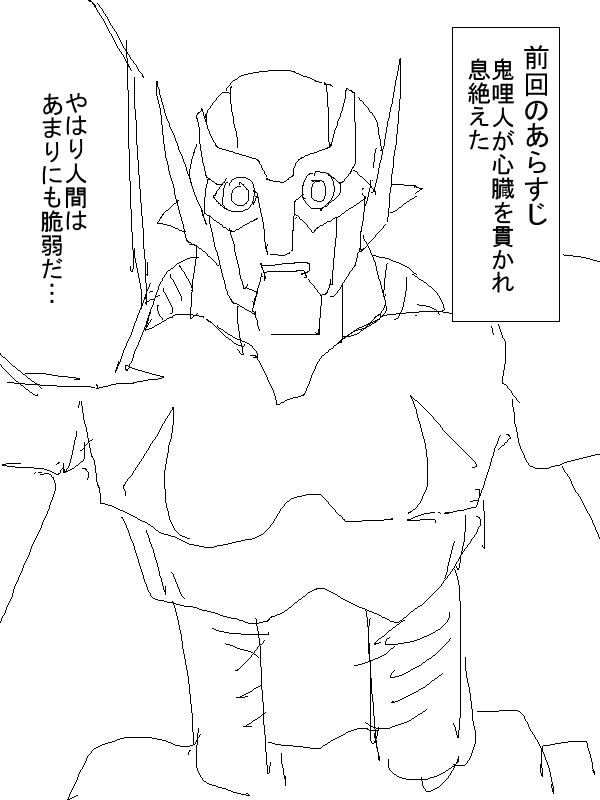 前回のあらすじ
鬼哩人が心臓を貫かれ
息絶えた
やはり人間は
あまりにも脆弱だ…